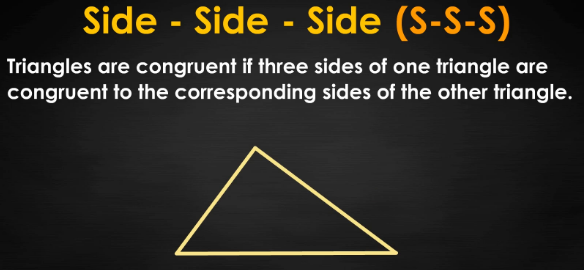 Side - Side - Side (S-S-S)
Triangles are congruent if three sides of one triangle are
congruent to the corresponding sides of the other triangle.